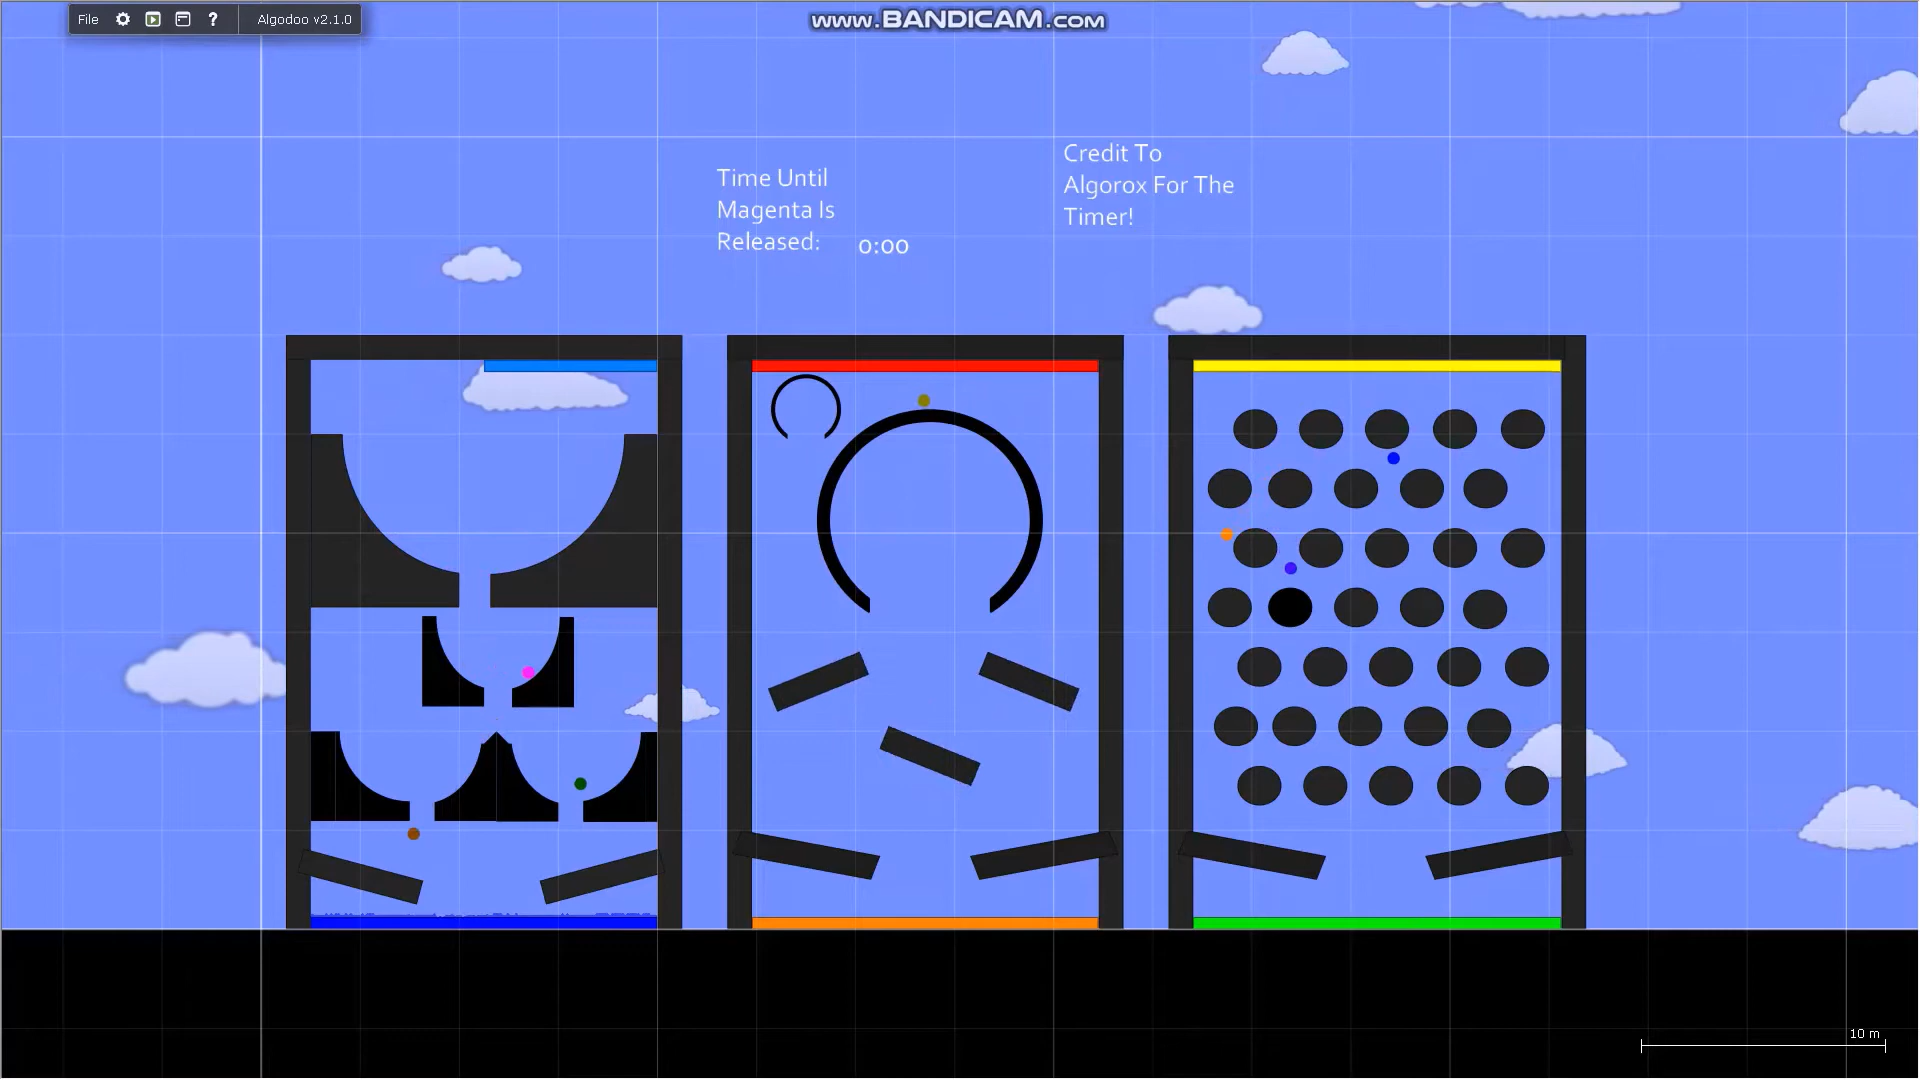 File ? Algodoo v2.1.0
www.BANDICAM.com
Time Until
Magenta Is
Released: 0:00
Credit To
Algorox For The
Timer!
10 m